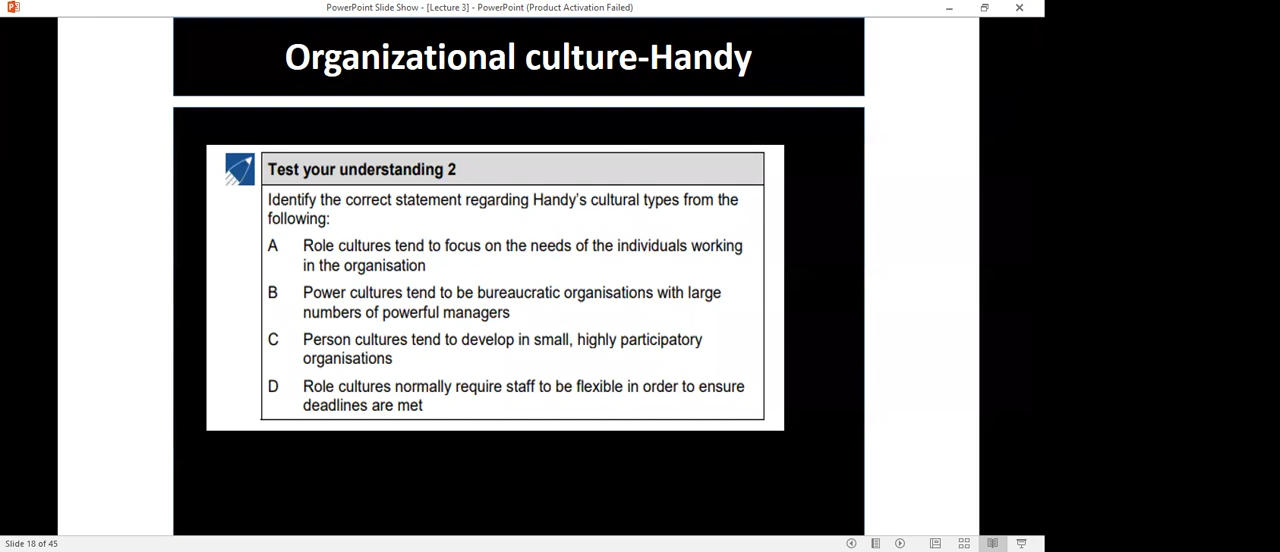 PowerPoint Slide Show - [Lecture 3] - PowerPoint (Product Activation Failed)
Organizational culture-Handy
Test your understanding 2
Identify the correct statement regarding Handy's cultural types from the
following:
A Role cultures tend to focus on the needs of the individuals working
in the organisation
B Power cultures tend to be bureaucratic organisations with large
numbers of powerful managers
C Person cultures tend to develop in small, highly participatory
organisations
D Role cultures normally require staff to be flexible in order to ensure
deadlines are met
Slide 18 of 45